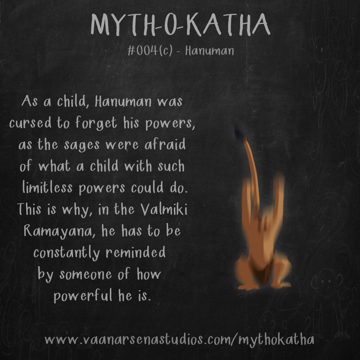 MYTH-O-KATHA
#004(c) - Hanuman
As a child, Hanuman was
cursed to forget his powers,
as the sages were afraid
of what a child with such
limitless powers could do.
This is why, in the Valmiki
Ramayana, he has to be
constantly reminded
by someone of how
powerful he is.
www.vaanarsenastudios.com/mythokatha